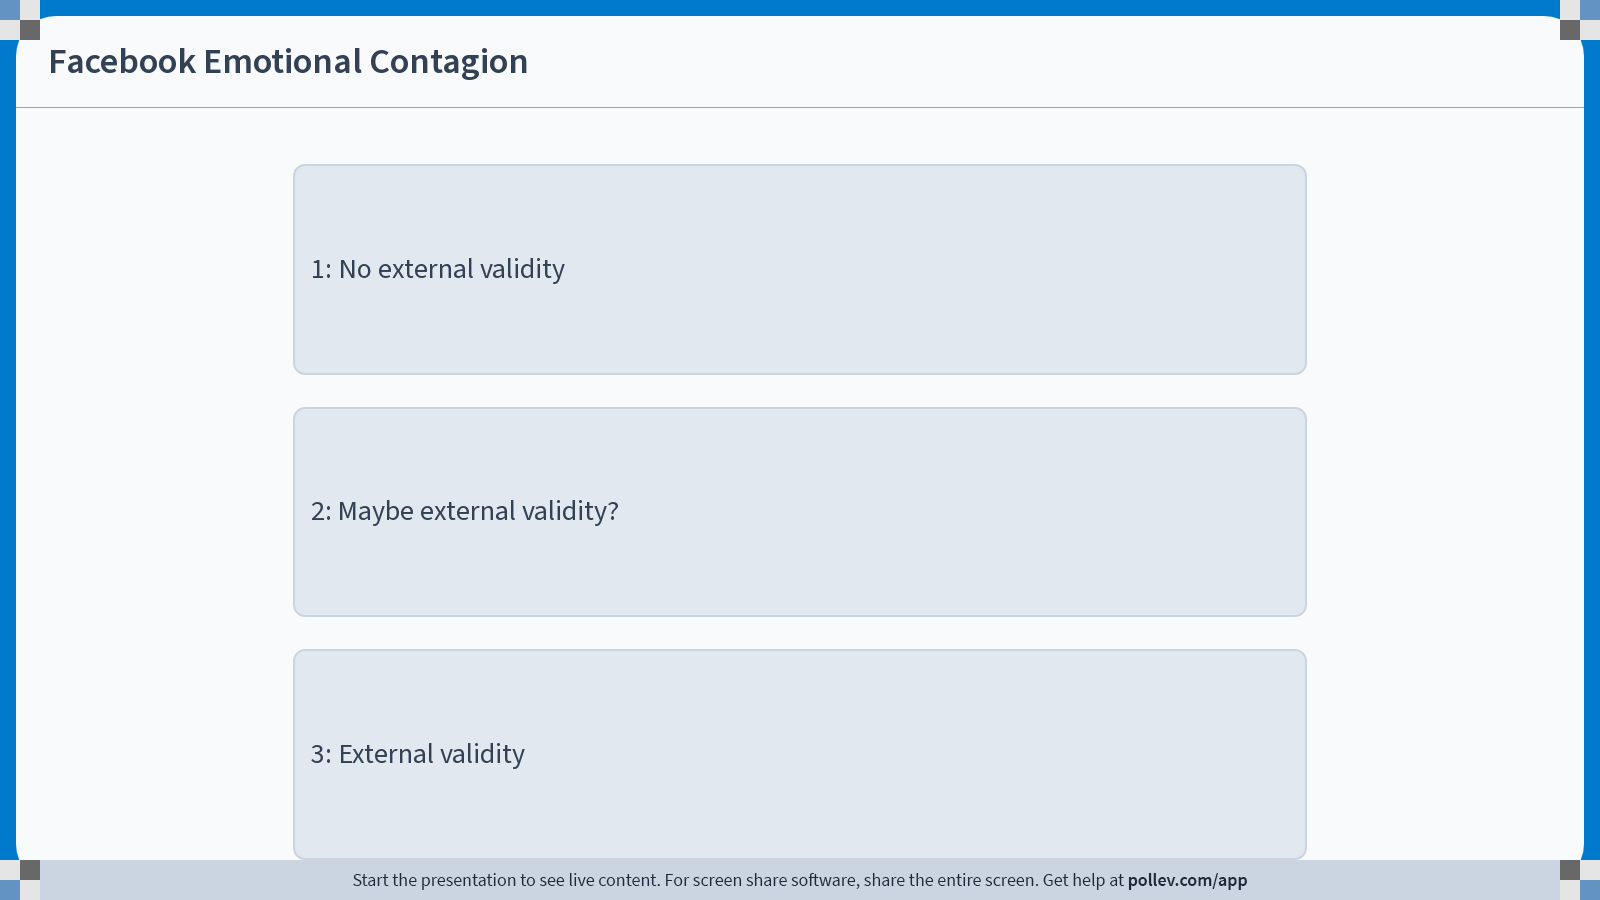 Facebook Emotional Contagion
1: No external validity
2: Maybe external validity?
3: External validity
Start the presentation to see live content. For screen share software, share the entire screen. Get help at pollev.com/app